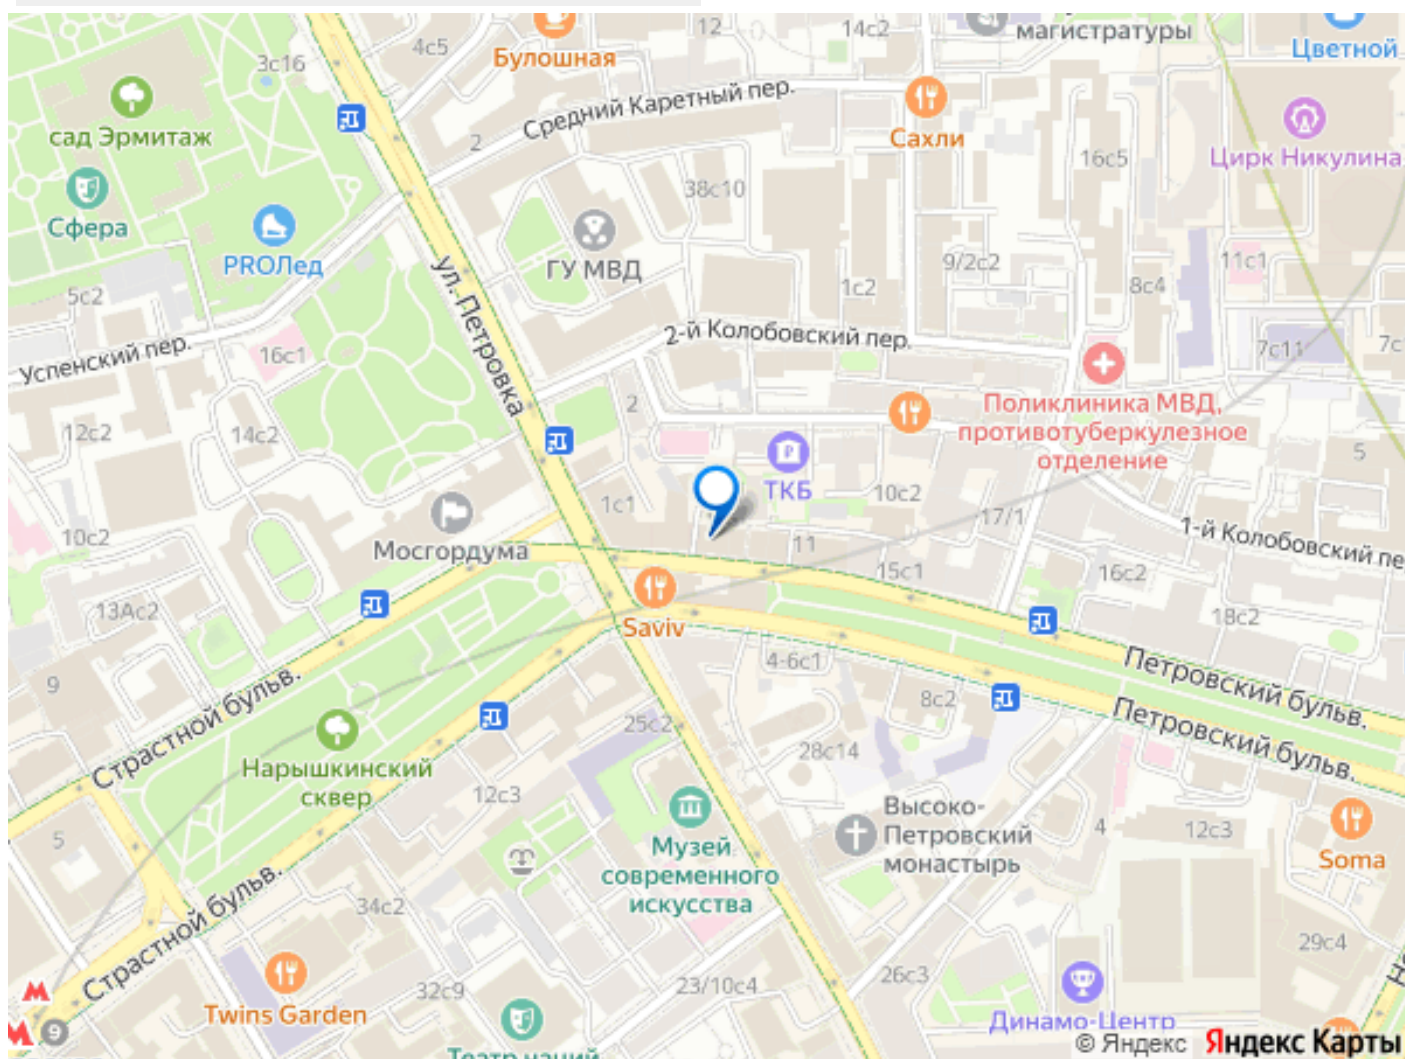 12
14с2
магистратуры
Цветной
4с5
Булошная
3с16
Средний Каретный пер.
сад Эрмитаж
2
Сахли
16с5
Цирк Никулина
38с10
Сфера
PROЛед
ГУ МВД
9/2с2
11с1
5с2
1с2
8с4
ул. Петровка
2-й Колобовский пер.
Успенский пер.
16с1
7с11
7с
2
Поликлиника МВД,
противотуберкулезное
отделение
12с2
14с2
5
ТКБ
10с2
1с1
17/1
10с2
Мосгордума
11
1-й Колобовский пе
15с1
16с2
13Ас2
Saviv
18с2
4-6с1
Петровский бульв.
9
Страстной бульв.
8с2
Петровский бульв.
25с2
28с14
Нарышкинский
сквер
12с3
Высоко-
Петровский
монастырь
4
12с3
5
Музей
современного
искусства
Soma
Страстной бульв.
34с2
29с4
26с3
23/10с4
32с9
Twins Garden
9
Динамо-Центр
Театр наций
© Яндекс Яндекс Карты